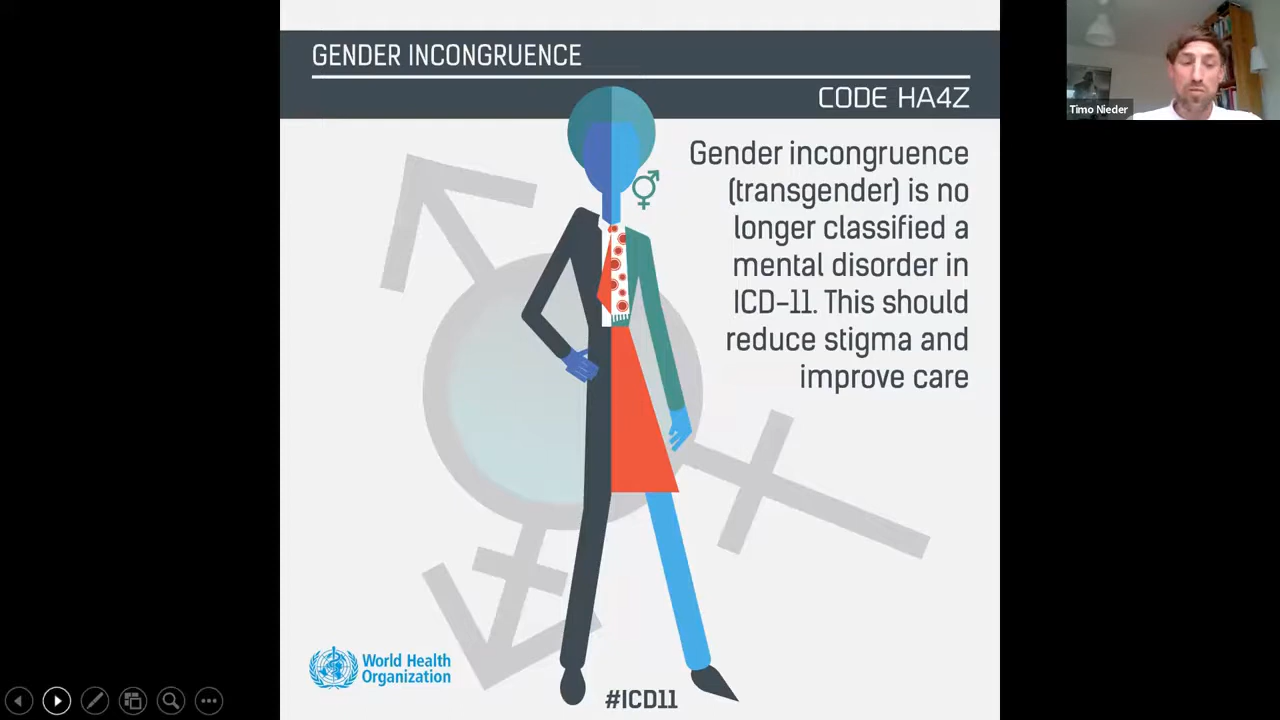 GENDER INCONGRUENCE
CODE HA4Z
Gender incongruence
(transgender) is no
longer classified a
mental disorder in
ICD-11. This should
reduce stigma and
improve care
World Health
Organization
#ICD11
Timo Nieder